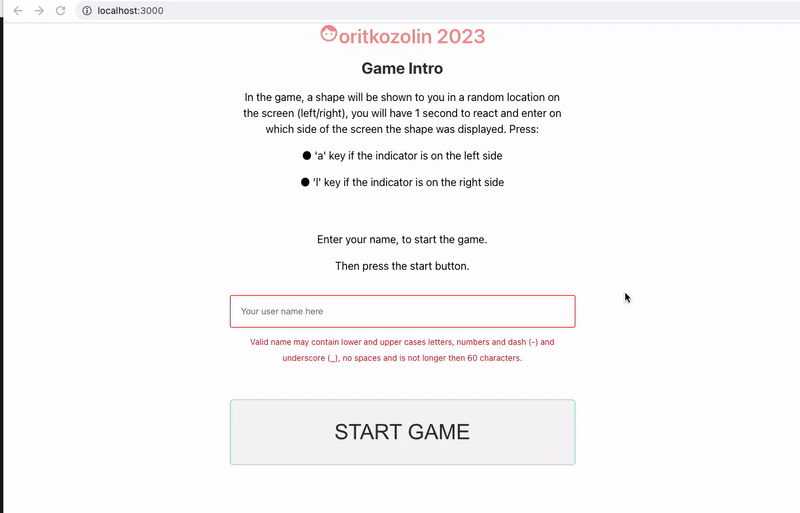 localhost:3000
oritkozolin 2023
Game Intro
In the game, a shape will be shown to you in a random location on
the screen (left/right), you will have 1 second to react and enter on
which side of the screen the shape was displayed. Press:
● 'a' key if the indicator is on the left side
● 'l' key if the indicator is on the right side
Enter your name, to start the game.
Then press the start button.
Your user name here
Valid name may contain lower and upper cases letters, numbers and dash (-) and
underscore (_), no spaces and is not longer then 60 characters.
START GAME